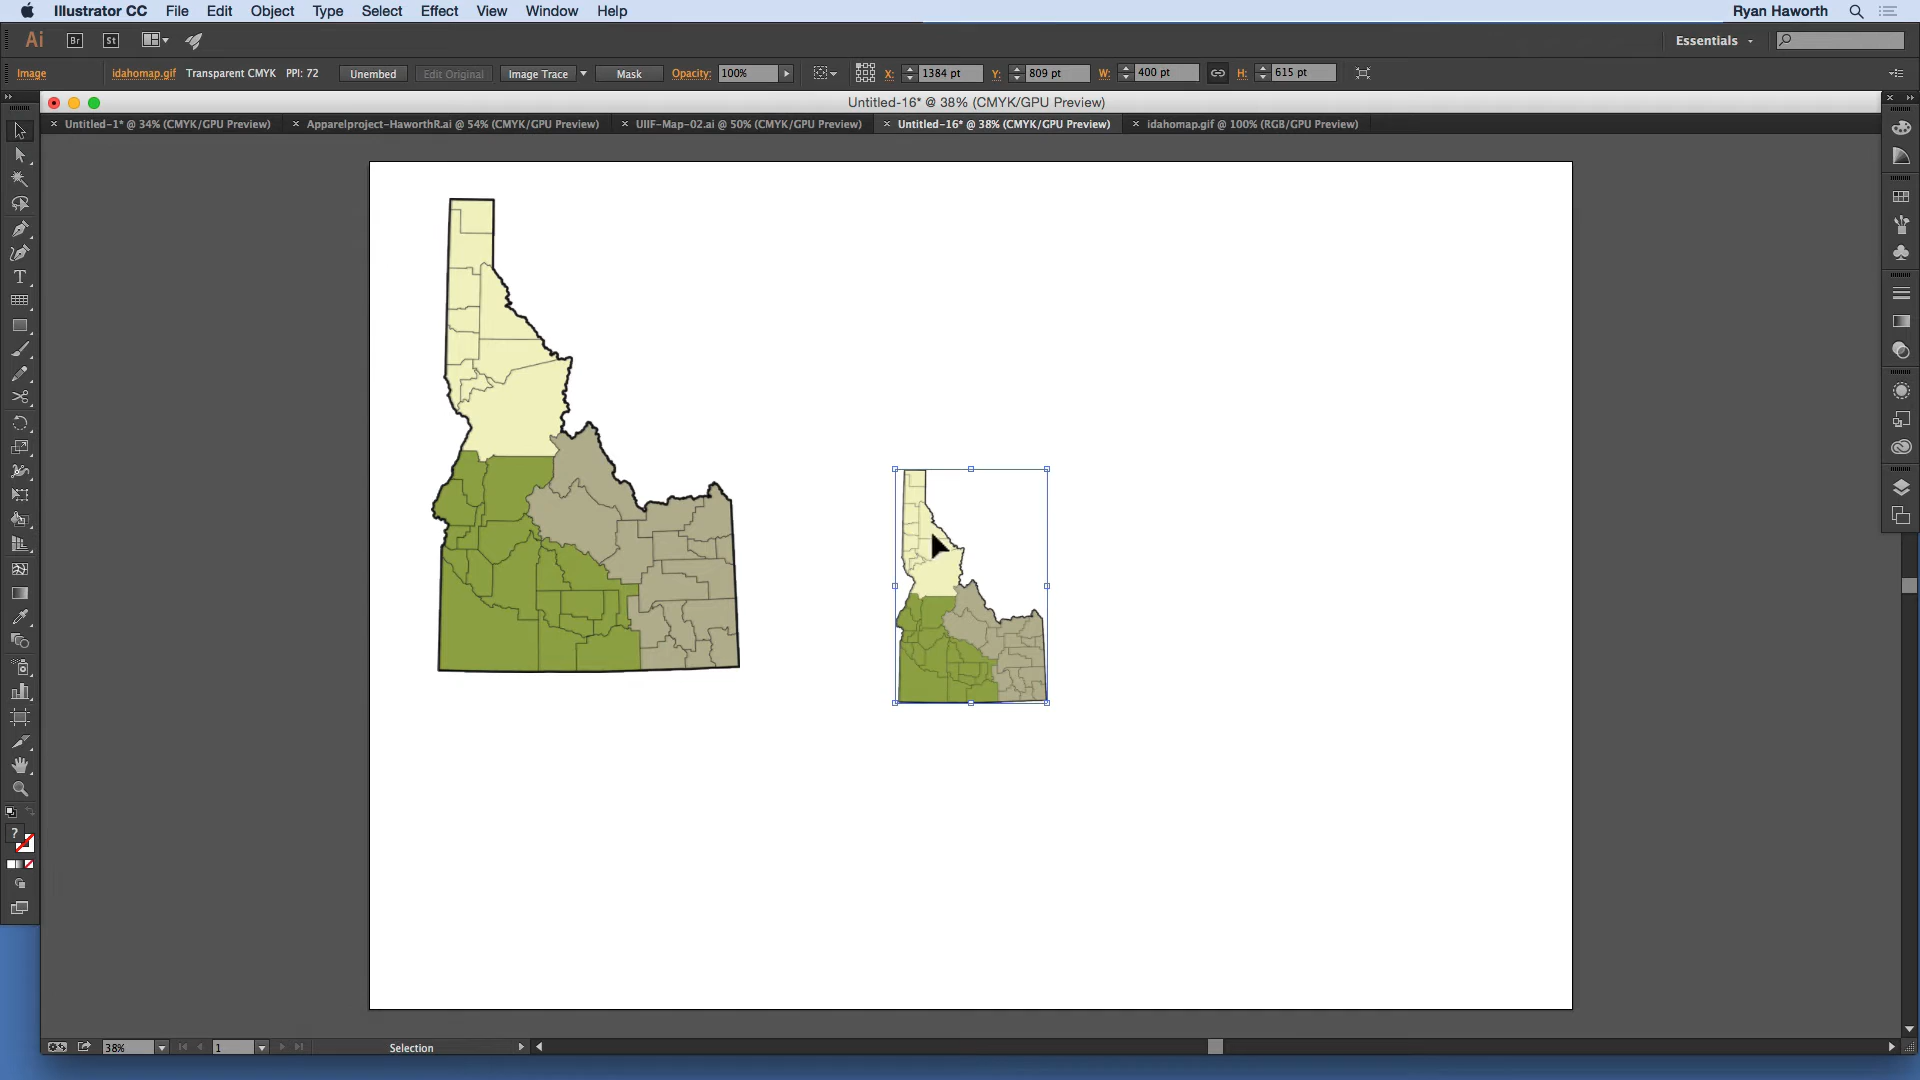 Illustrator CC File Edit Object Type Select Effect View Window Help Ryan Haworth
Ai Br St Essentials
Image idahomap.gif Transparent CMYK PPI: 72 Unembed Edit Original Image Trace Mask Opacity: 100% X: 1384 pt Y: 809 pt W: 400 pt H: 615 pt
Untitled-16* @ 38% (CMYK/GPU Preview)
Untitled-1* @ 34% (CMYK/GPU Preview) Apparelproject-HaworthR.ai @ 54% (CMYK/GPU Preview) UIIF-Map-02.ai @ 50% (CMYK/GPU Preview) Untitled-16* @ 38% (CMYK/GPU Preview) idahomap.gif @ 100% (RGB/GPU Preview)
T
?
38% 1 Selection